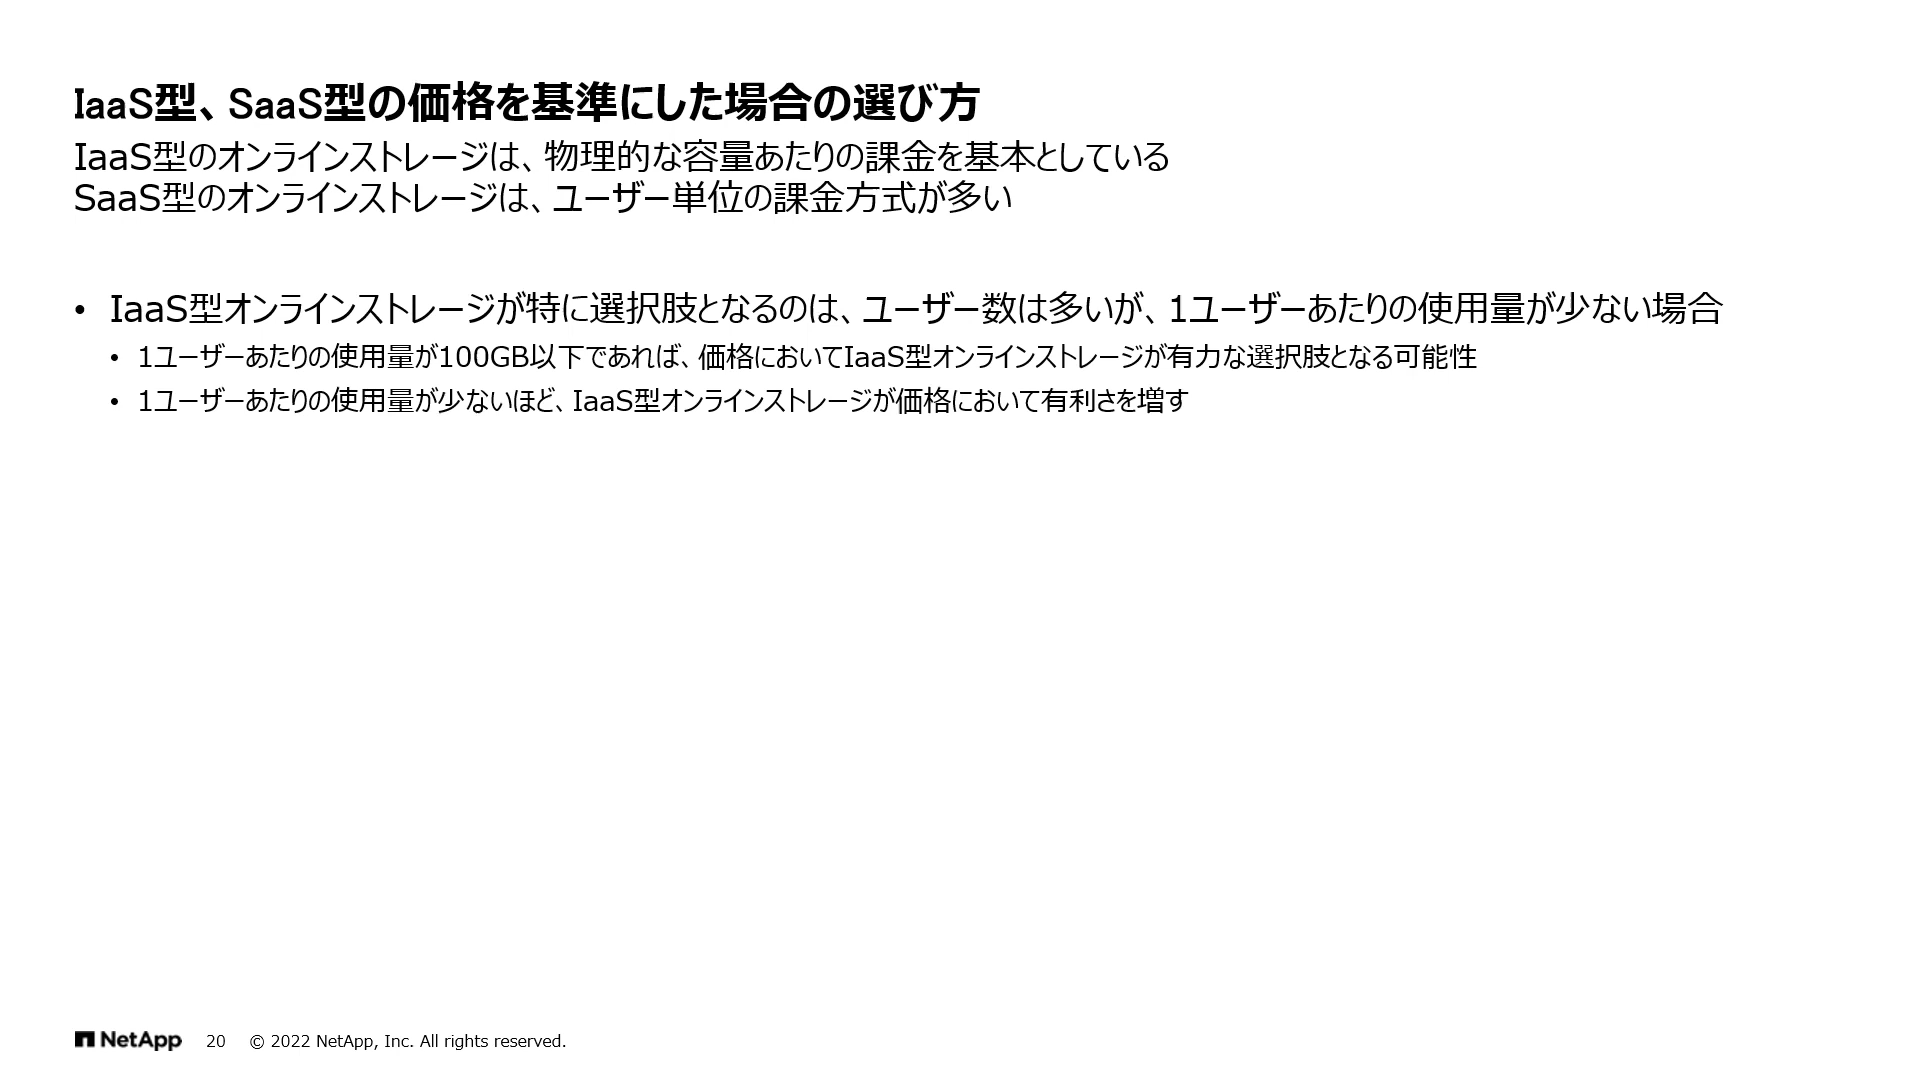 IaaS型、SaaS型の価格を基準にした場合の選び方
IaaS型のオンラインストレージは、物理的な容量あたりの課金を基本としている
SaaS型のオンラインストレージは、ユーザー単位の課金方式が多い
• IaaS型オンラインストレージが特に選択肢となるのは、ユーザー数は多いが、1ユーザーあたりの使用量が少ない場合
• 1ユーザーあたりの使用量が100GB以下であれば、価格においてIaaS型オンラインストレージが有力な選択肢となる可能性
• 1ユーザーあたりの使用量が少ないほど、IaaS型オンラインストレージが価格において有利さを増す
NetApp 20 © 2022 NetApp, Inc. All rights reserved.